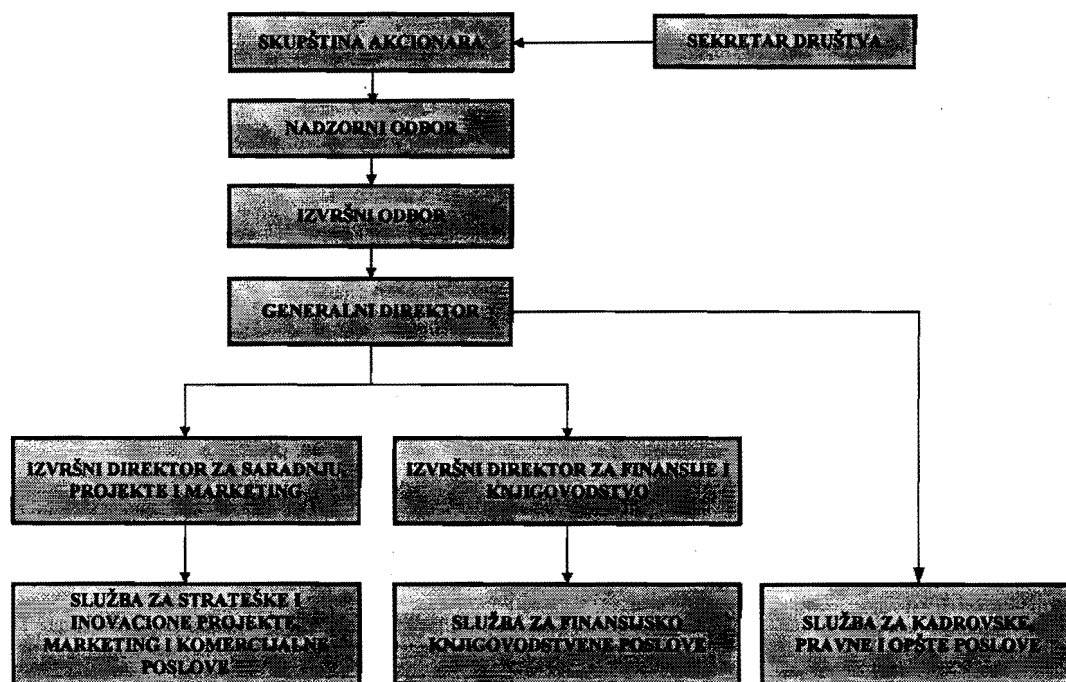 SKUPŠTINA AKCIONARA
SEKRETAR DRUŠTVA
NADZORNI ODBOR
IZVRŠNI ODBOR
GENERALNI DIREKTOR
IZVRŠNI DIREKTOR ZA SARADNJU,
PROJEKTE I MARKETING
IZVRŠNI DIREKTOR ZA FINANSIJE I
KNJIGOVODSTVO
SLUŽBA ZA STRATEŠKE I
INOVACIONE PROJEKTE,
MARKETING I KOMERCIJALNE
POSLOVE
SLUŽBA ZA FINANSIJSKO
KNJIGOVODSTVENE POSLOVE
SLUŽBA ZA KADROVSKE,
PRAVNE I OPŠTE POSLOVE